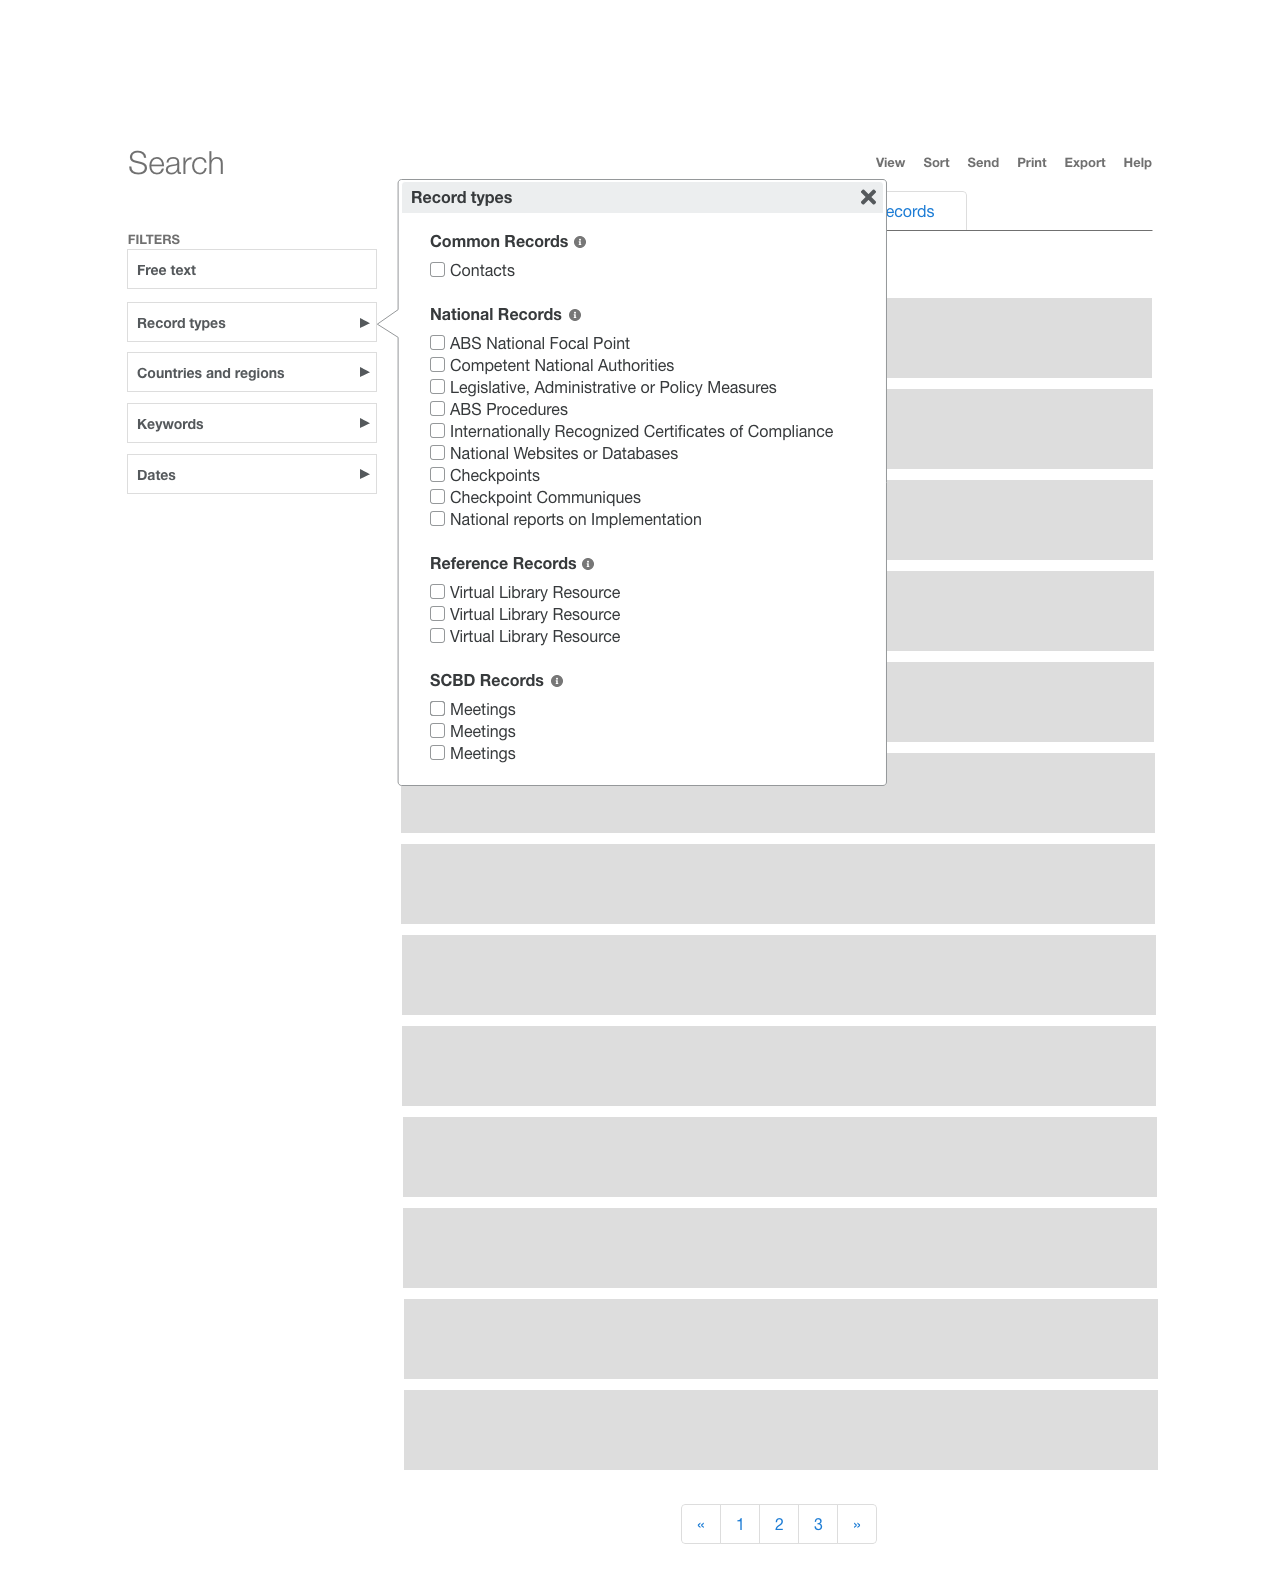 Search
View Sort Send Print Export Help
Record types
ecords
FILTERS
Free text
Record types
Countries and regions
Keywords
Dates
Common Records
Contacts
National Records
ABS National Focal Point
Competent National Authorities
Legislative, Administrative or Policy Measures
ABS Procedures
Internationally Recognized Certificates of Compliance
National Websites or Databases
Checkpoints
Checkpoint Communiques
National reports on Implementation
Reference Records
Virtual Library Resource
Virtual Library Resource
Virtual Library Resource
SCBD Records
Meetings
Meetings
Meetings
« 1 2 3 »